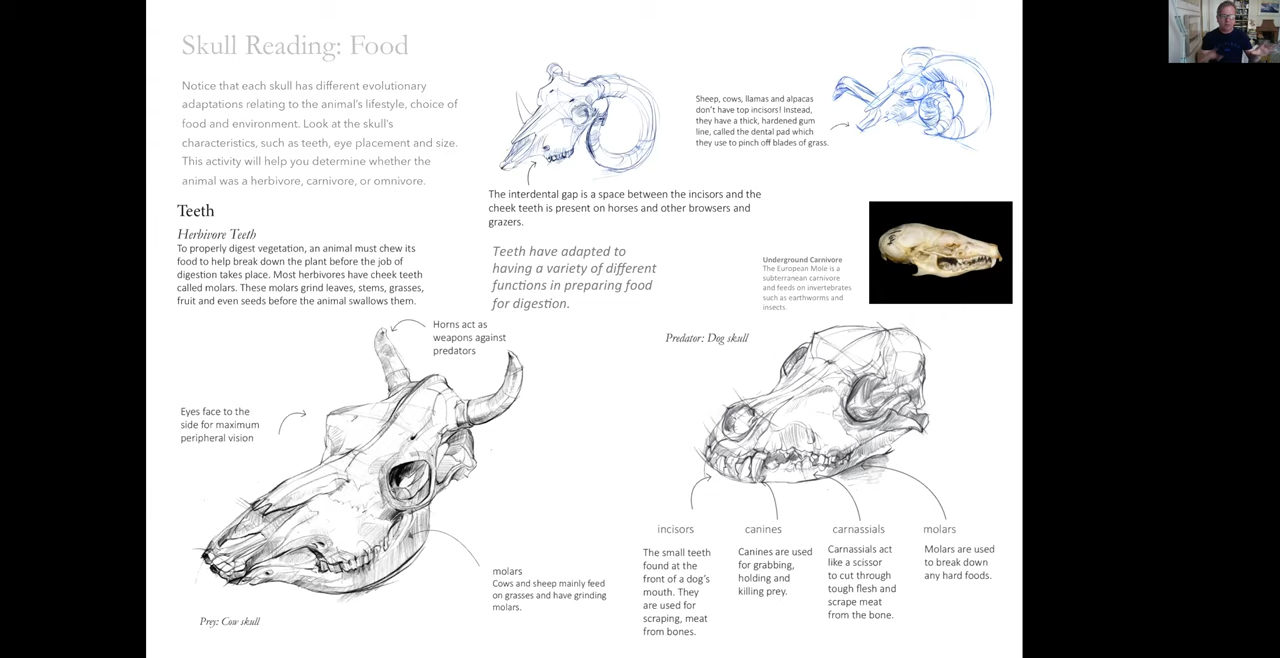 Skull Reading: Food
Notice that each skull has different evolutionary
adaptations relating to the animal's lifestyle, choice of
food and environment. Look at the skull's
characteristics, such as teeth, eye placement and size.
This activity will help you determine whether the
animal was a herbivore, carnivore, or omnivore.
Teeth
Herbivore Teeth
To properly digest vegetation, an animal must chew its
food to help break down the plant before the job of
digestion takes place. Most herbivores have cheek teeth
called molars. These molars grind leaves, stems, grasses,
fruit and even seeds before the animal swallows them.
The interdental gap is a space between the incisors and the
cheek teeth is present on horses and other browsers and
grazers.
Sheep, cows, llamas and alpacas
don't have top incisors! Instead,
they have a thick, hardened gum
line, called the dental pad which
they use to pinch off blades of grass.
Teeth have adapted to
having a variety of different
functions in preparing food
for digestion.
Underground Carnivore
The European Mole is a
subterranean carnivore
and feeds on invertebrates
such as earthworms and
insects.
Horns act as
weapons against
predators
Eyes face to the
side for maximum
peripheral vision
molars
Cows and sheep mainly feed
on grasses and have grinding
molars.
Prey: Cow skull
Predator: Dog skull
incisors
The small teeth
found at the
front of a dog's
mouth. They
are used for
scraping, meat
from bones.
canines
Canines are used
for grabbing,
holding and
killing prey.
carnassials
Carnassials act
like a scissor
to cut through
tough flesh and
scrape meat
from the bone.
molars
Molars are used
to break down
any hard foods.